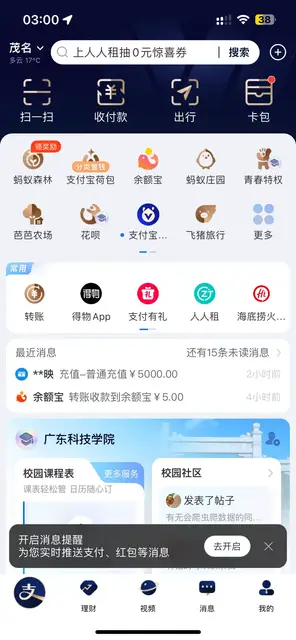 03:00
38
茂名
多云 17°C
上人人租抽0元惊喜券
搜索
扫一扫
收付款
出行
卡包
领奖励
分类管钱
蚂蚁森林
支付宝荷包
余额宝
蚂蚁庄园
青春特权
芭芭农场
花呗
支付宝...
飞猪旅行
更多
常用
得物
礼
转账
得物App
支付有礼
人人租
海底捞火...
最近消息
还有15条未读消息
**映 充值-普通充值￥5000.00
2小时前
余额宝 转账收款到余额宝￥5.00
4小时前
广东科技学院
校园课程表
更多服务
课表轻松管 日历随心订
校园社区
发表了帖子
有无会爬虫爬数据的同...
开启消息提醒
为您实时推送支付、红包等消息
去开启
支
理财
视频
消息
我的